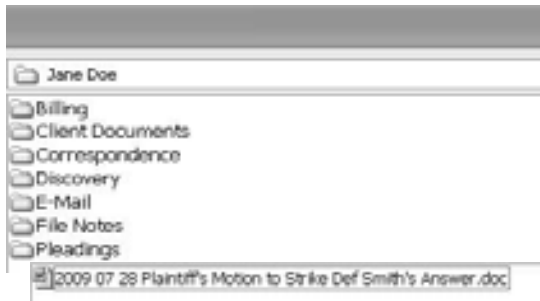 Jane Doe
Billing
Client Documents
Correspondence
Discovery
E-Mail
File Notes
Pleadings
2009 07 28 Plaintiff's Motion to Strike Def Smith's Answer.doc